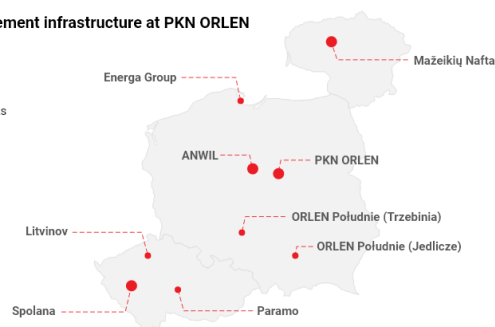 ement infrastructure at PKN ORLEN
Mažeikių Nafta
Energa Group
s
ANWIL
PKN ORLEN
ORLEN Południe (Trzebinia)
Litvinov
ORLEN Południe (Jedlicze)
Spolana
Paramo